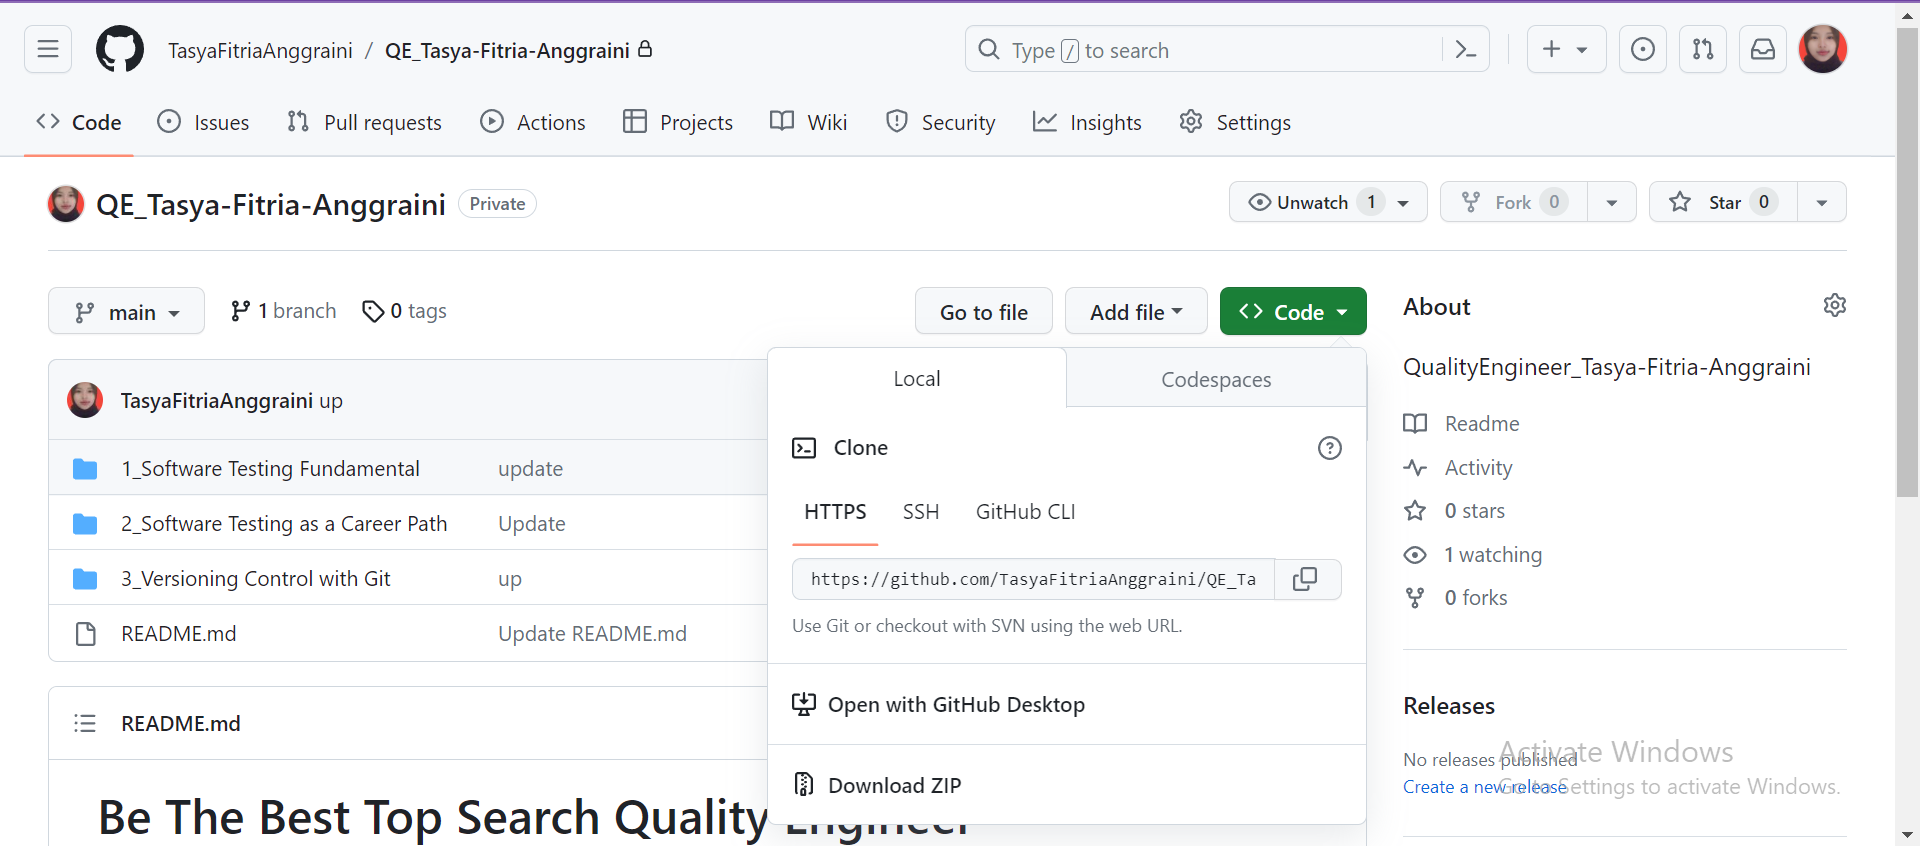 TasyaFitriaAnggraini / QE_Tasya-Fitria-Anggraini
Type / to search
Code Issues Pull requests Actions Projects Wiki Security Insights Settings
QE_Tasya-Fitria-Anggraini Private
Unwatch 1 Fork 0 Star 0
main 1 branch 0 tags
Go to file Add file Code
TasyaFitriaAnggraini up
1_Software Testing Fundamental update
2_Software Testing as a Career Path Update
3_Versioning Control with Git up
README.md Update README.md
README.md
Be The Best Top Search Quality Engineer
Local Codespaces
Clone
HTTPS SSH GitHub CLI
https://github.com/TasyaFitriaAnggraini/QE_Ta
Use Git or checkout with SVN using the web URL.
Open with GitHub Desktop
Download ZIP
About
QualityEngineer_Tasya-Fitria-Anggraini
Readme
Activity
0 stars
1 watching
0 forks
Releases
No releases published
Create a new release
Activate Windows
Go to Settings to activate Windows.